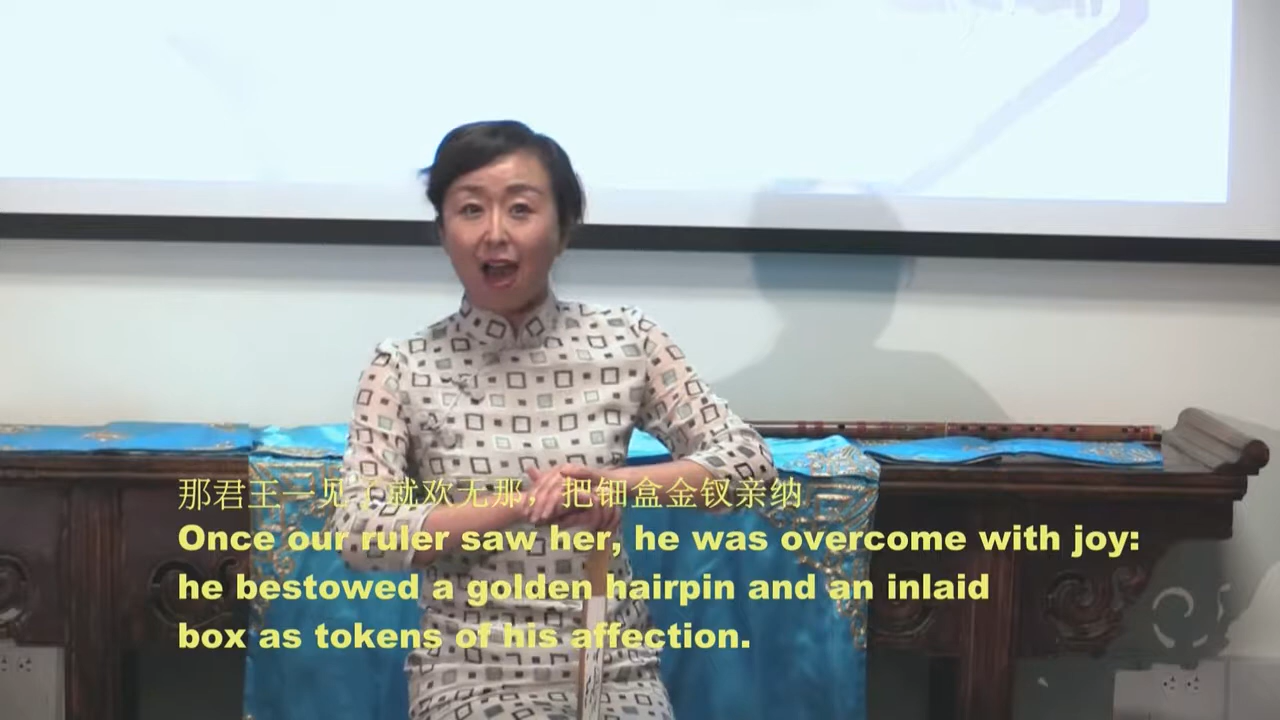 那君王一见了就欢无那，把钿盒金钗亲纳
Once our ruler saw her, he was overcome with joy:
he bestowed a golden hairpin and an inlaid
box as tokens of his affection.